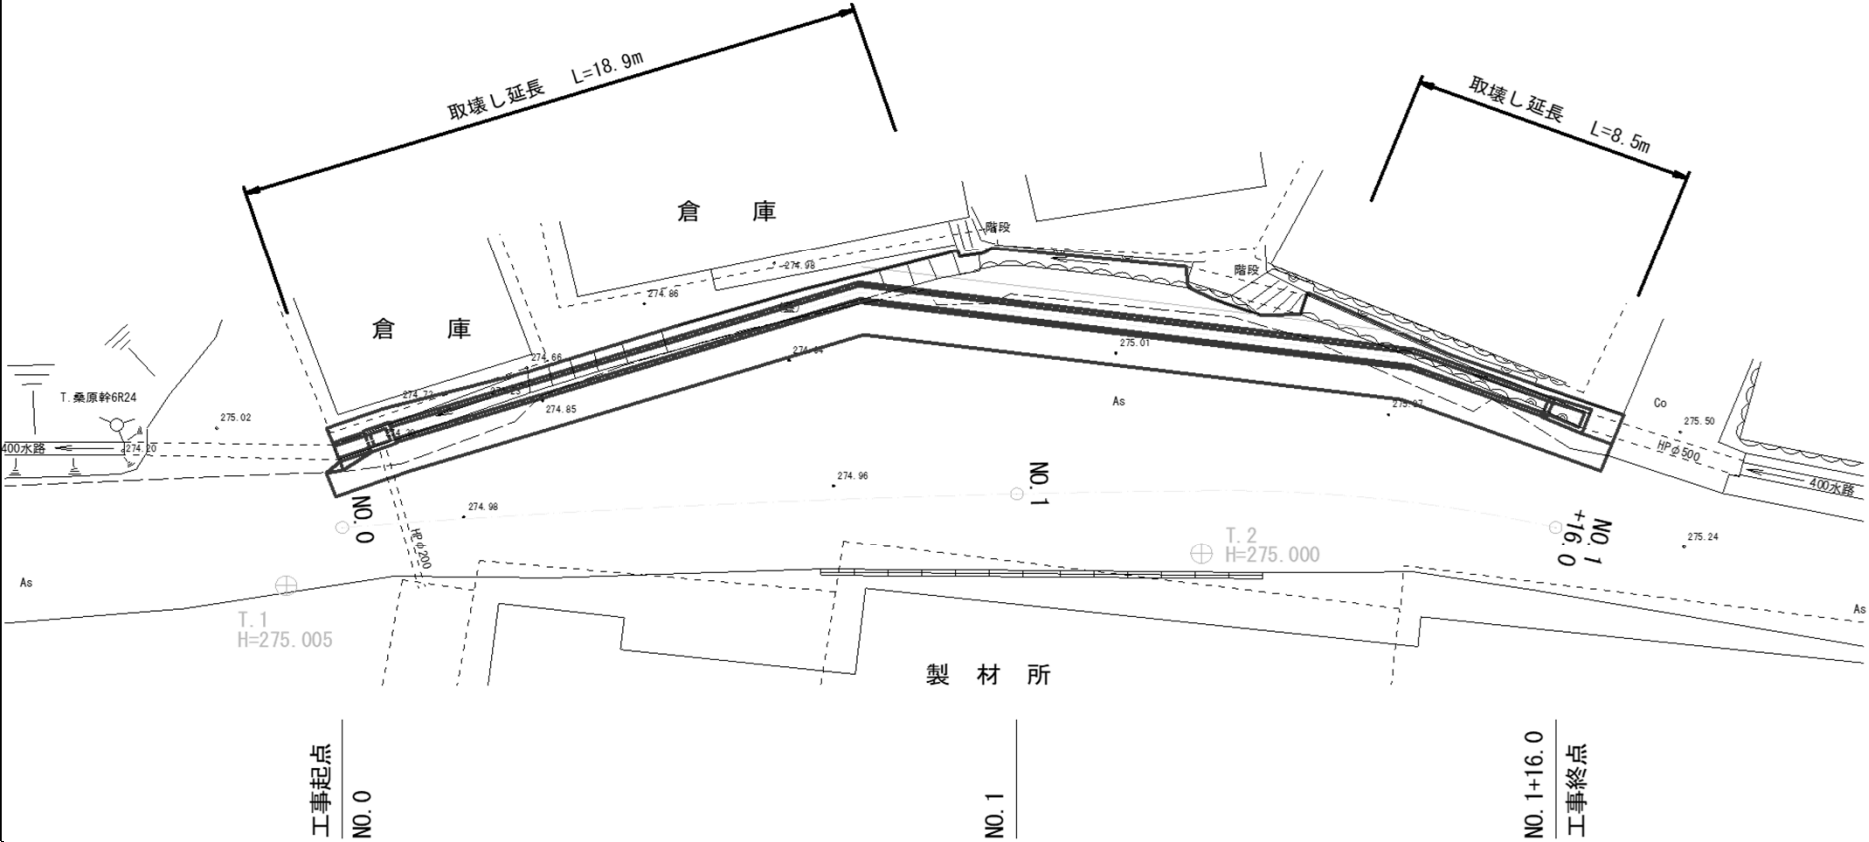 取壊し延長 L=18.9m
取壊し延長 L=8.5m
倉 庫
階段
274.98
階段
274.86
倉 庫
275.01
274.66
T.桑原幹6R24
274.73
274.85
As
Co
275.02
275.50
400水路
274.20
HPφ500
400水路
NO.1
274.96
NO.0
274.98
NO.1
+16.0
T.2
H=275.000
275.24
HPφ200
As
As
T.1
H=275.005
製 材 所
工事起点
NO.0
NO.1
NO.1+16.0
工事終点